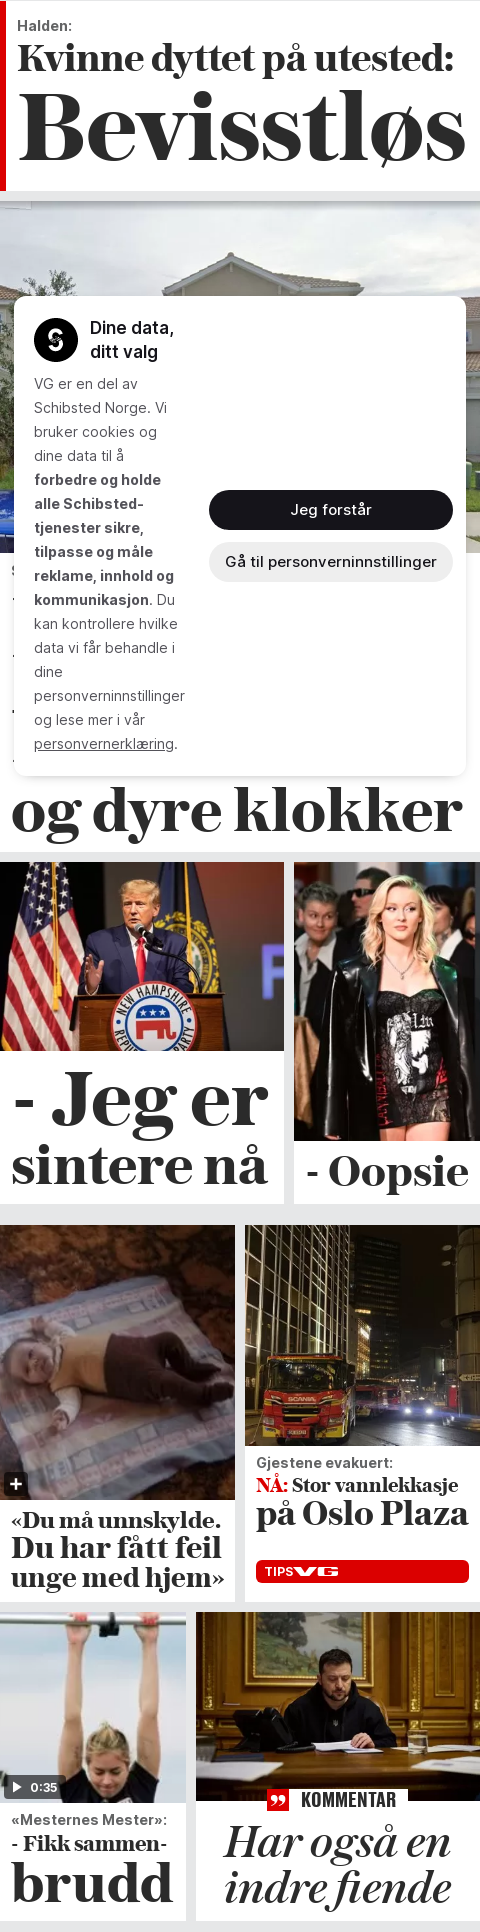 Halden:
Kvinne dyttet på utested:
Bevisstløs
Dine data,
ditt valg
VG er en del av
Schibsted Norge. Vi
bruker cookies og
dine data til å
forbedre og holde
alle Schibsted-
tjenester sikre,
tilpasse og måle
reklame, innhold og
kommunikasjon. Du
kan kontrollere hvilke
data vi får behandle i
dine
personverninnstillinger
og lese mer i vår
personvernerklæring.
Jeg forstår
Gå til personverninnstillinger
og dyre klokker
NEW HAMPSHIRE
REPUBLICAN PARTY
- Jeg er
sintere nå
- Oopsie
«Du må unnskylde.
Du har fått feil
unge med hjem»
SCANIA
Gjestene evakuert:
NÅ: Stor vannlekkasje
på Oslo Plaza
TIPS VG
0:35
«Mesternes Mester»:
- Fikk sammen-
brudd
KOMMENTAR
Har også en
indre fiende